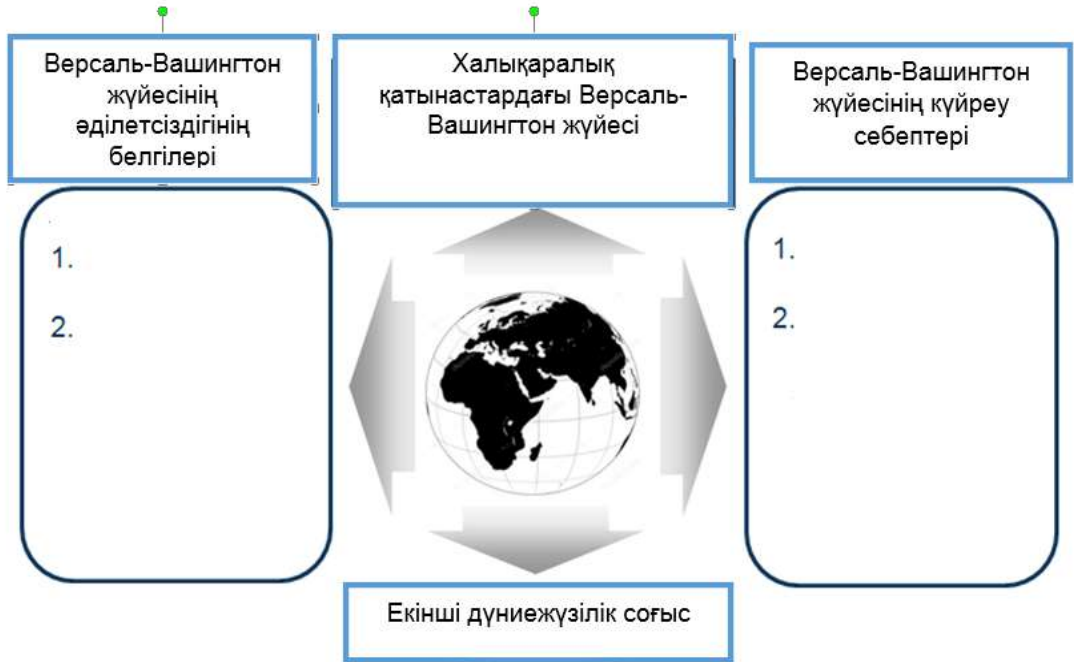 Версаль-Вашингтон
жүйесінің
әділетсіздігінің
белгілері
Халықаралық
қатынастардағы Версаль-
Вашингтон жүйесі
Версаль-Вашингтон
жүйесінің күйреу
себептері
1.
2.
1.
2.
Екінші дүниежүзілік соғыс